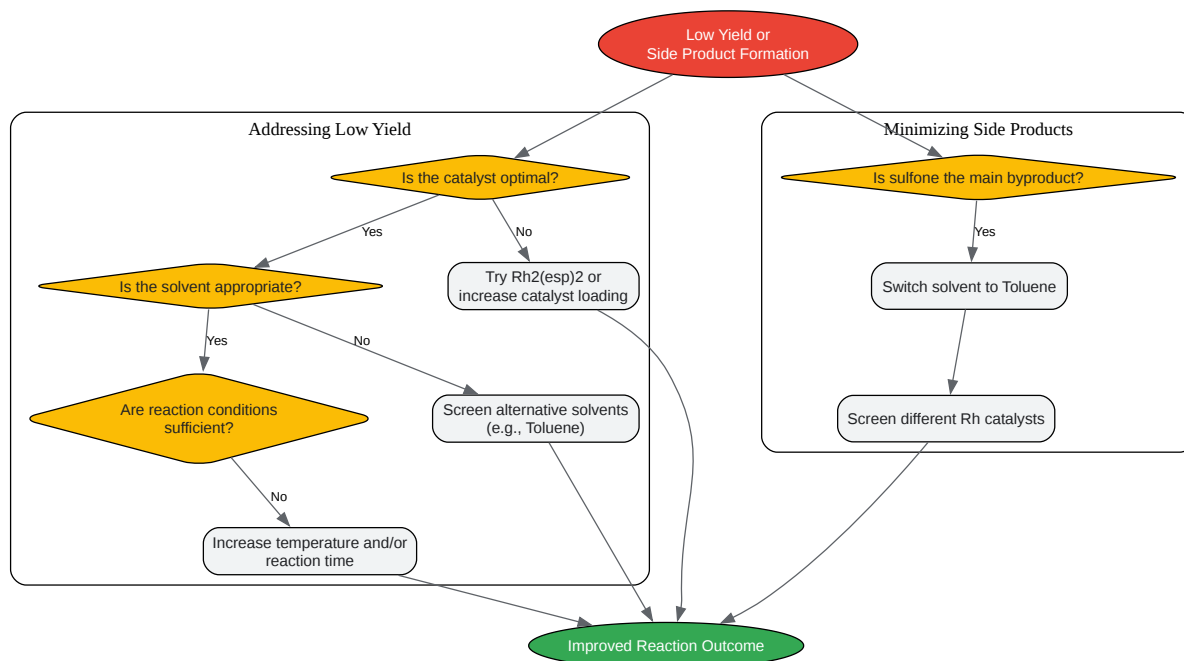 Low Yield or
Side Product Formation
Addressing Low Yield
Minimizing Side Products
Is the catalyst optimal?
Is sulfone the main byproduct?
Yes
No
Yes
Is the solvent appropriate?
Try Rh2(esp)2 or
increase catalyst loading
Switch solvent to Toluene
Yes
No
Are reaction conditions
sufficient?
Screen alternative solvents
(e.g., Toluene)
Screen different Rh catalysts
No
Increase temperature and/or
reaction time
Improved Reaction Outcome